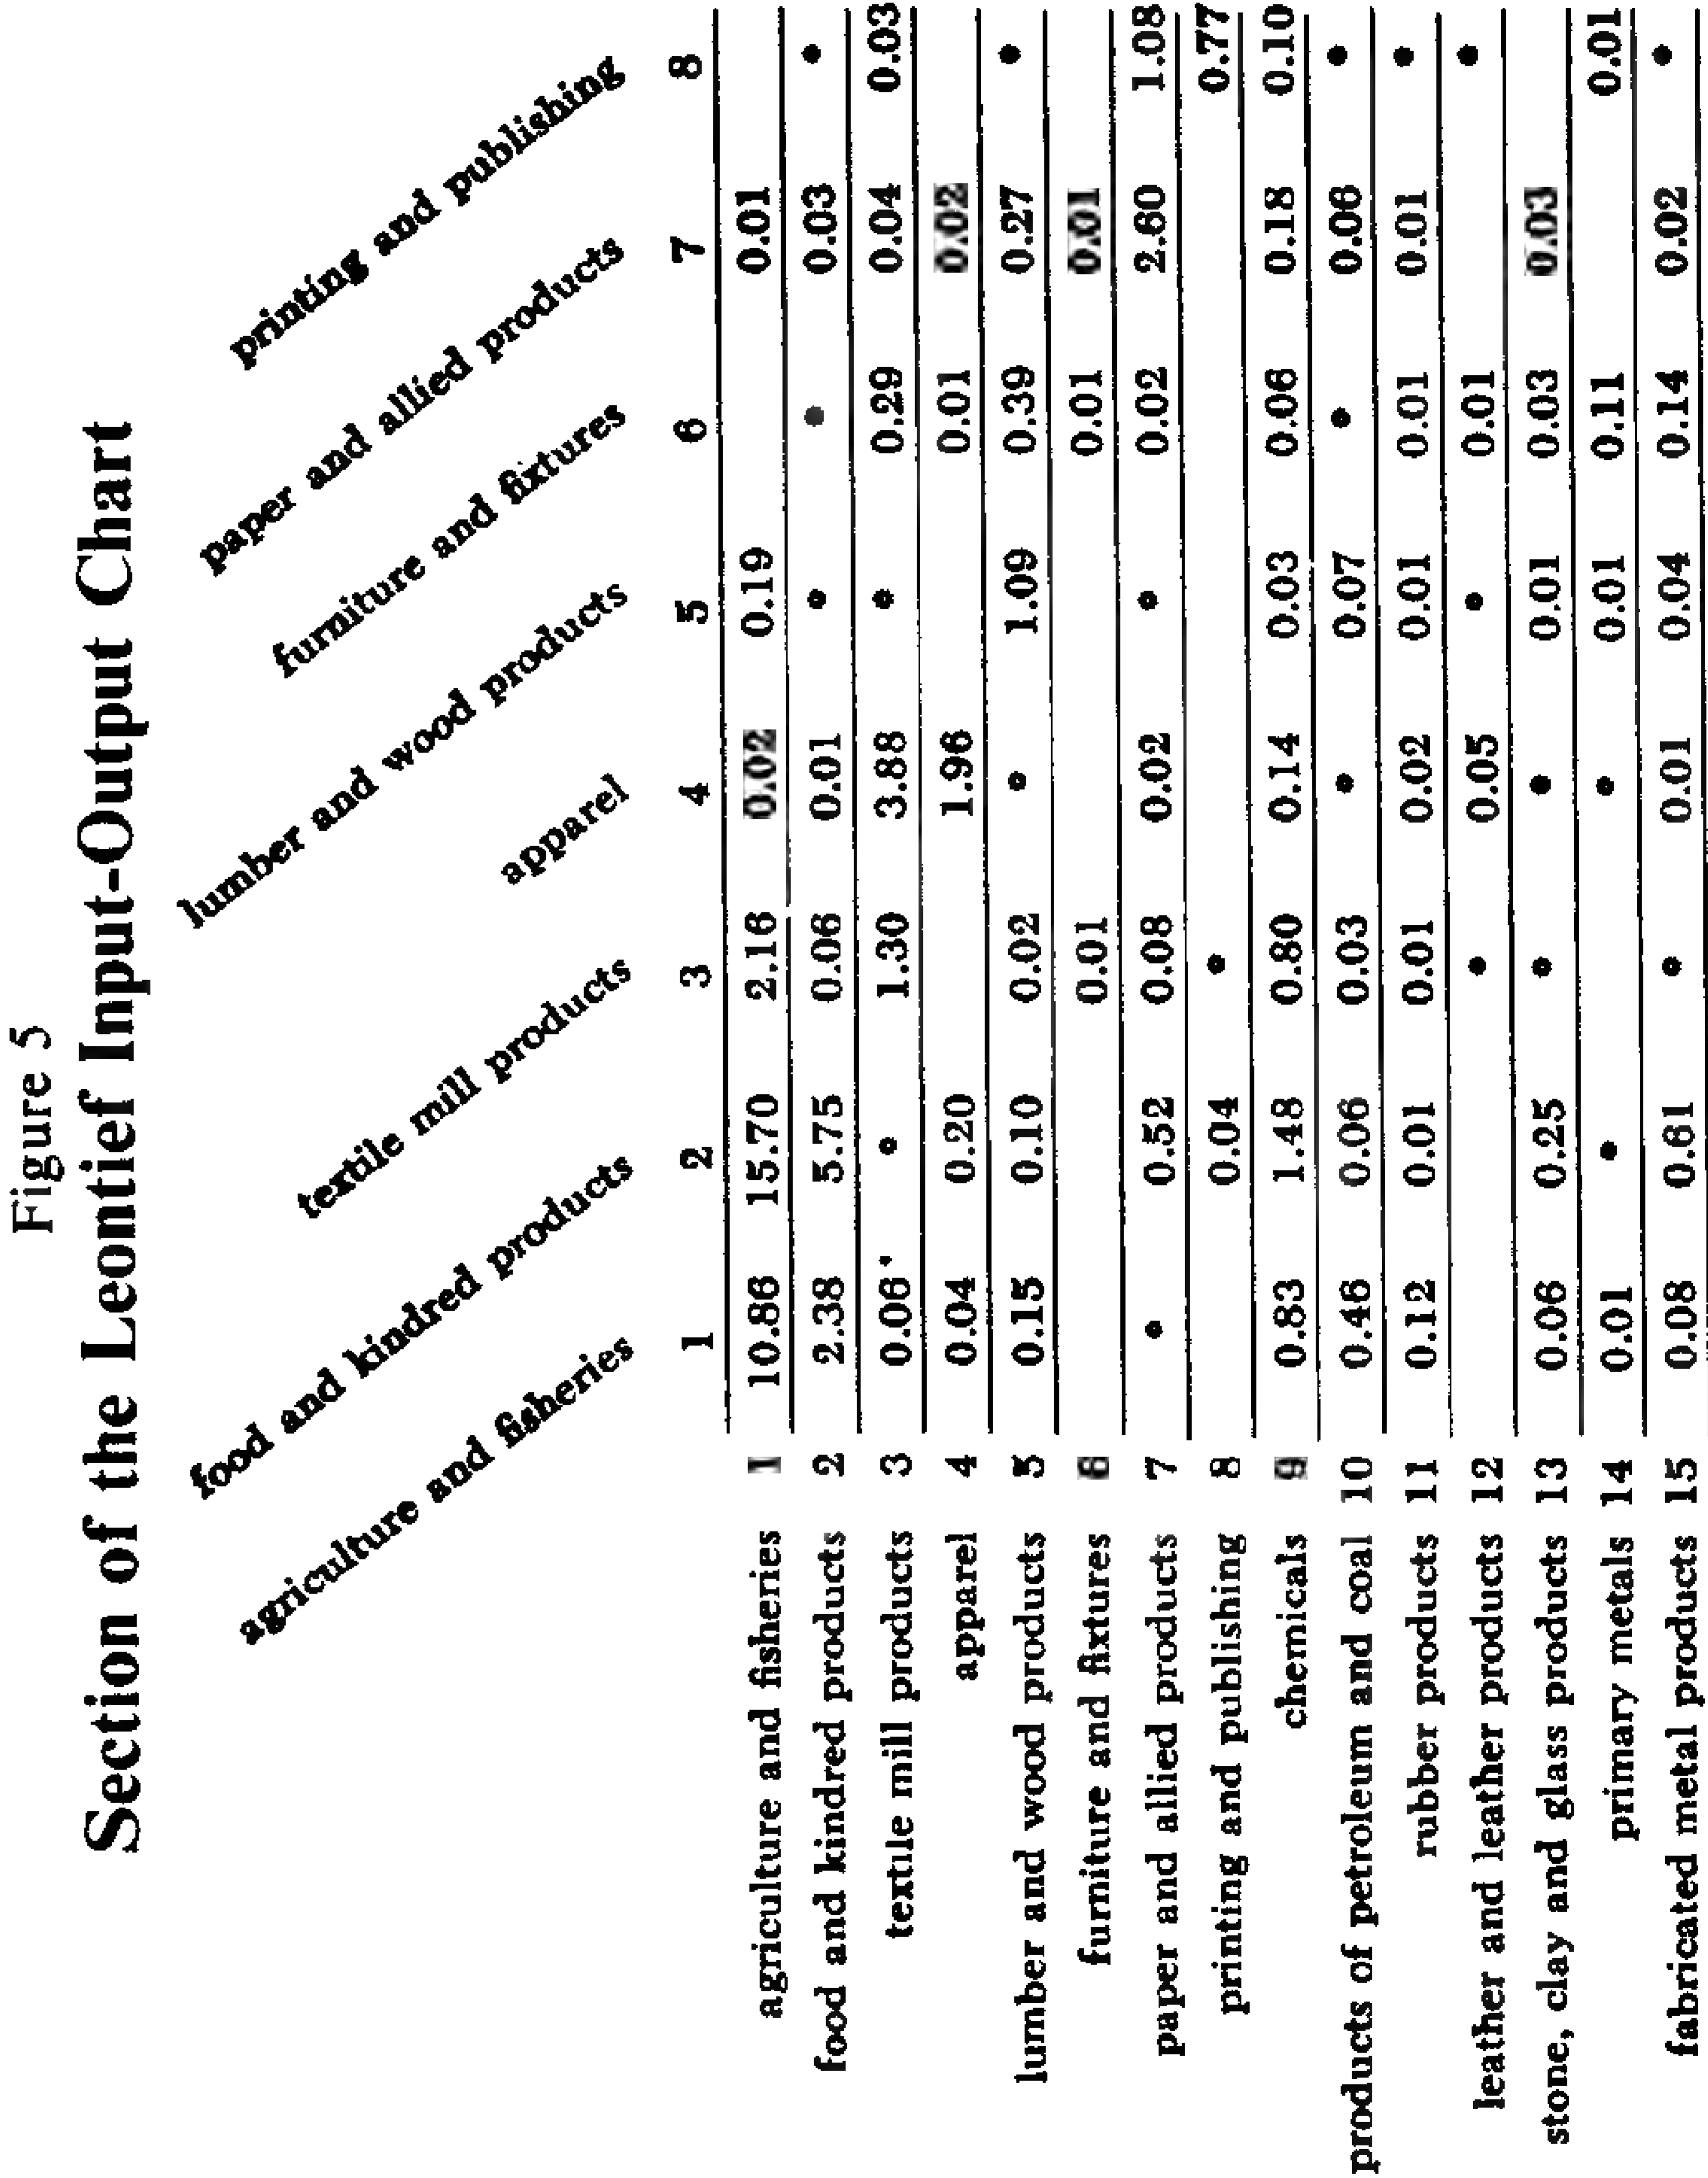 Figure 5
Section of the Leontief Input-Output Chart
agriculture and fisheries
food and kindred products
textile mill products
apparel
lumber and wood products
furniture and fixtures
paper and allied products
printing and publishing
1 2 3 4 5 6 7 8
agriculture and fisheries 1 10.86 15.70 2.16 0.02 0.19 0.01
food and kindred products 2 2.38 5.75 0.06 0.01 • • 0.03 •
textile mill products 3 0.06 • • 1.30 3.88 • 0.29 0.04 0.03
apparel 4 0.04 0.20 1.96 0.01 0.02
lumber and wood products 5 0.15 0.10 0.02 • 1.09 0.39 0.27 •
furniture and fixtures 6 0.01 0.01 0.01
paper and allied products 7 • 0.52 0.08 0.02 • 0.02 2.60 1.08
printing and publishing 8 0.04 • 0.77
chemicals 9 0.83 1.48 0.80 0.14 0.03 0.06 0.18 0.10
products of petroleum and coal 10 0.46 0.06 0.03 • 0.07 • 0.06 •
rubber products 11 0.12 0.01 0.01 0.02 0.01 0.01 0.01 •
leather and leather products 12 • 0.05 • 0.01 •
stone, clay and glass products 13 0.06 0.25 • • 0.01 0.03 0.03
primary metals 14 0.01 • • 0.01 0.11 0.01
fabricated metal products 15 0.08 0.61 • 0.01 0.04 0.14 0.02 •